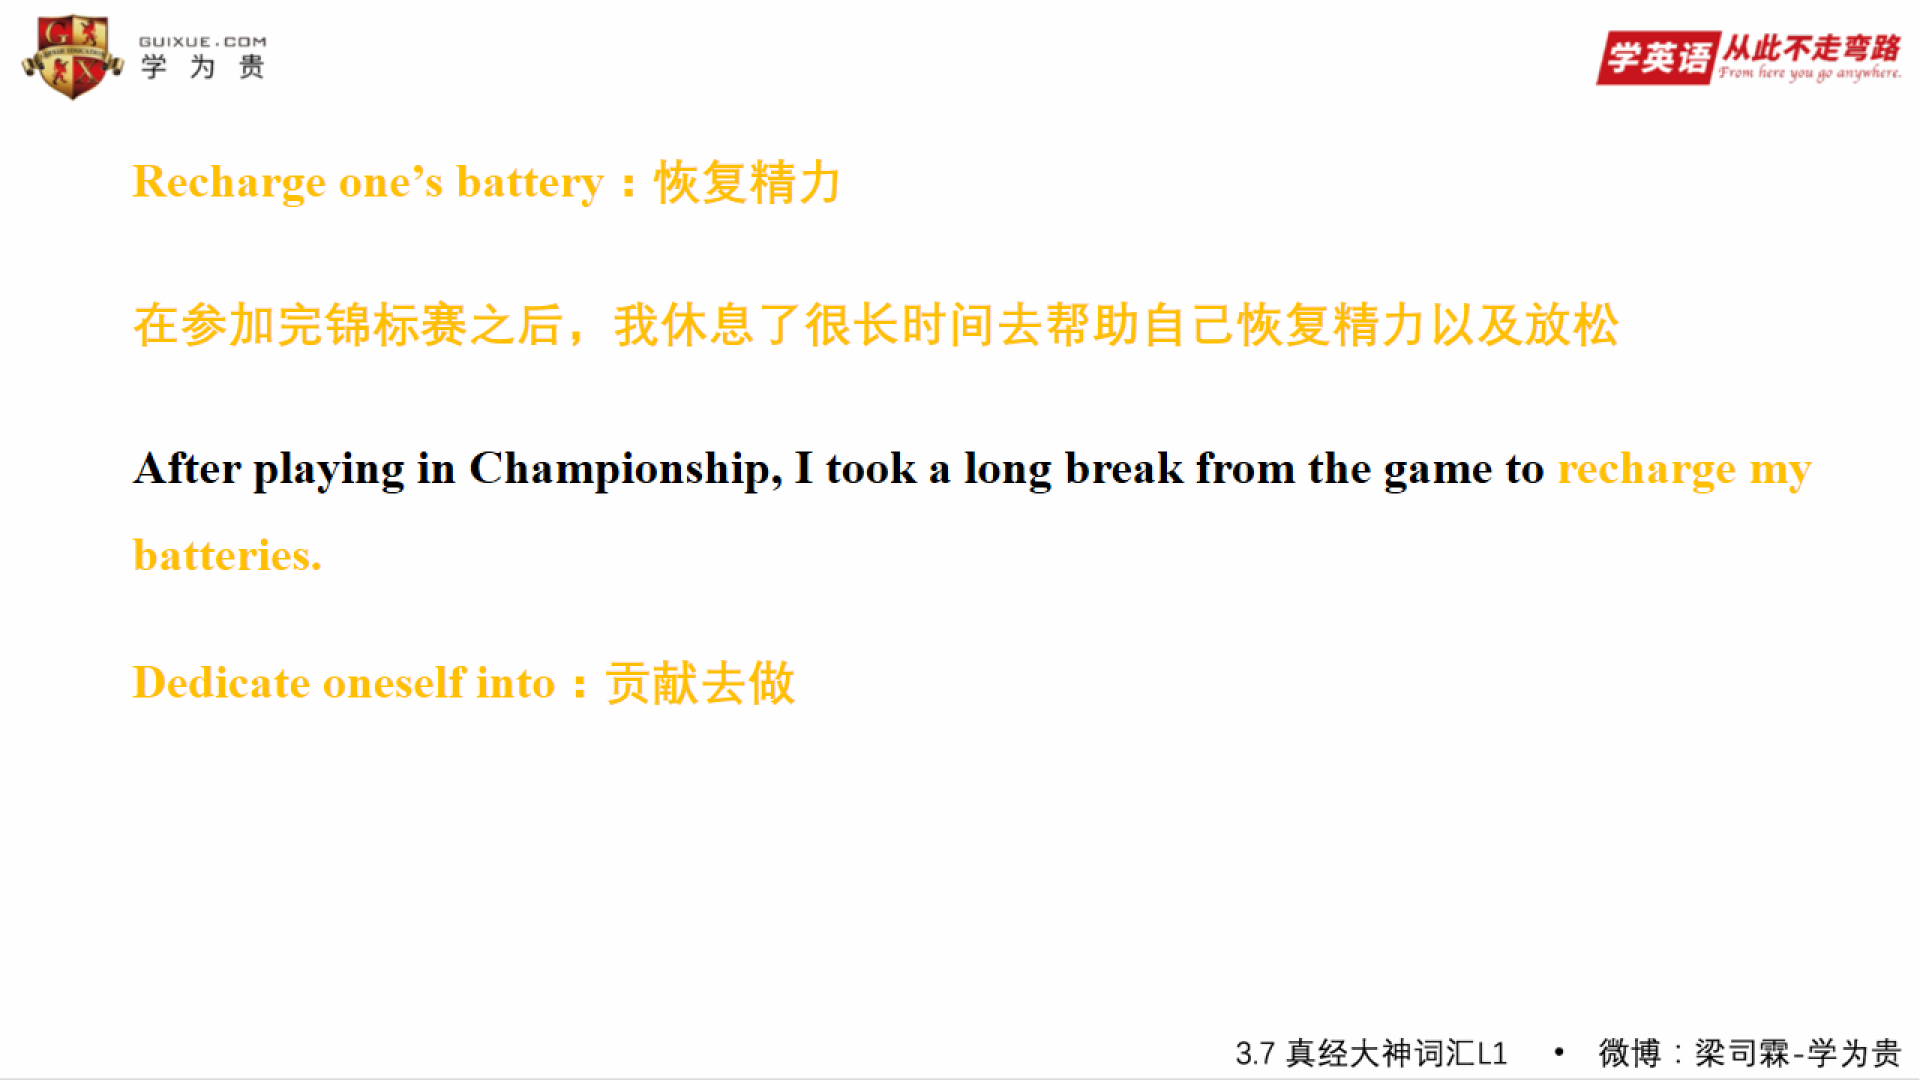 GUIXUE.COM
学为贵
学英语 从此不走弯路
From here you go anywhere.
Recharge one’s battery：恢复精力
在参加完锦标赛之后，我休息了很长时间去帮助自己恢复精力以及放松
After playing in Championship, I took a long break from the game to recharge my
batteries.
Dedicate oneself into：贡献去做
3.7 真经大神词汇L1 • 微博：梁司霖-学为贵